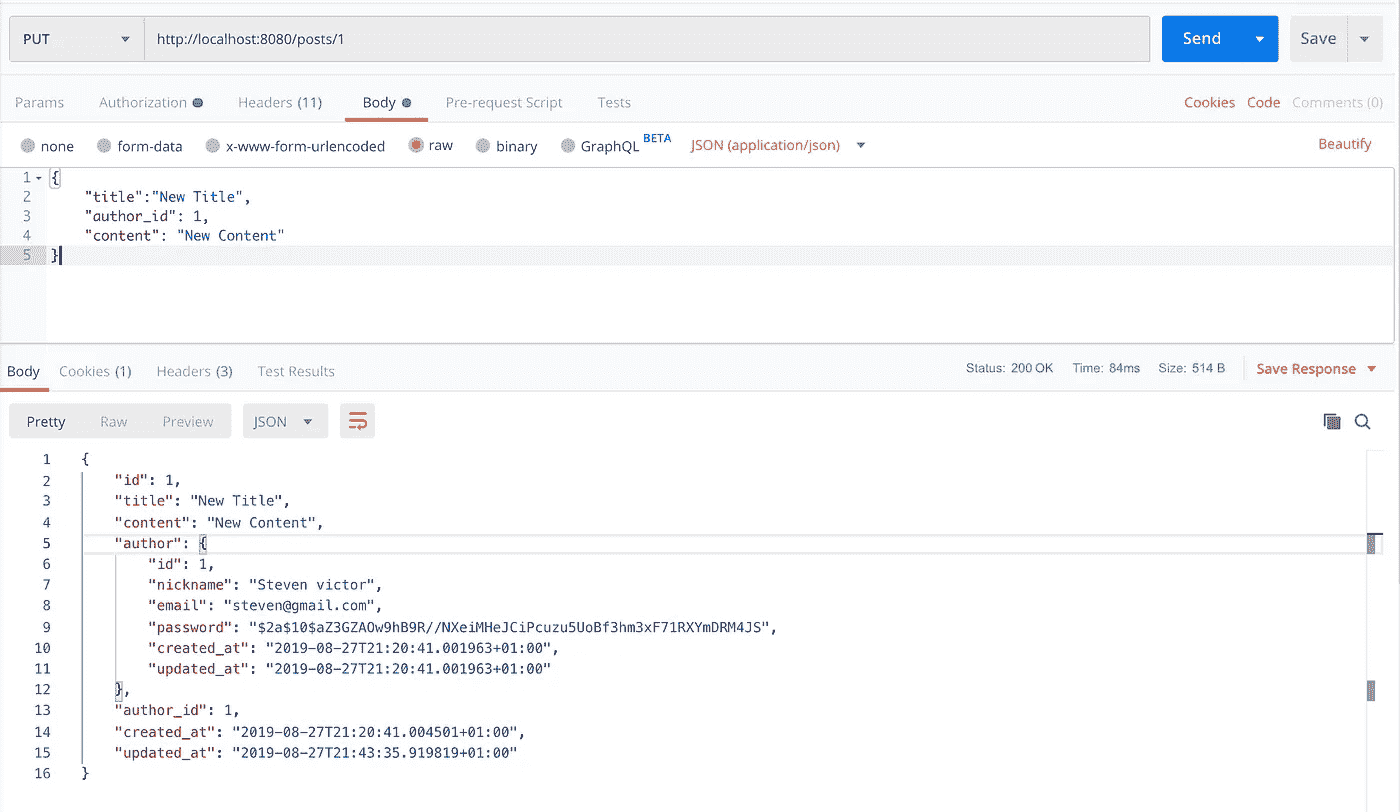 PUT http://localhost:8080/posts/1 Send Save
Params Authorization Headers (11) Body Pre-request Script Tests Cookies Code Comments (0)
none form-data x-www-form-urlencoded raw binary GraphQL BETA JSON (application/json) Beautify
1 {
2 "title":"New Title",
3 "author_id": 1,
4 "content": "New Content"
5 }
Body Cookies (1) Headers (3) Test Results Status: 200 OK Time: 84ms Size: 514 B Save Response
Pretty Raw Preview JSON
1 {
2 "id": 1,
3 "title": "New Title",
4 "content": "New Content",
5 "author": {
6 "id": 1,
7 "nickname": "Steven victor",
8 "email": "steven@gmail.com",
9 "password": "$2a$10$aZ3GZAOw9hB9R//NXeiMHeJCiPcuzu5UoBf3hm3xF71RXYmDRM4JS",
10 "created_at": "2019-08-27T21:20:41.001963+01:00",
11 "updated_at": "2019-08-27T21:20:41.001963+01:00"
12 },
13 "author_id": 1,
14 "created_at": "2019-08-27T21:20:41.004501+01:00",
15 "updated_at": "2019-08-27T21:43:35.919819+01:00"
16 }